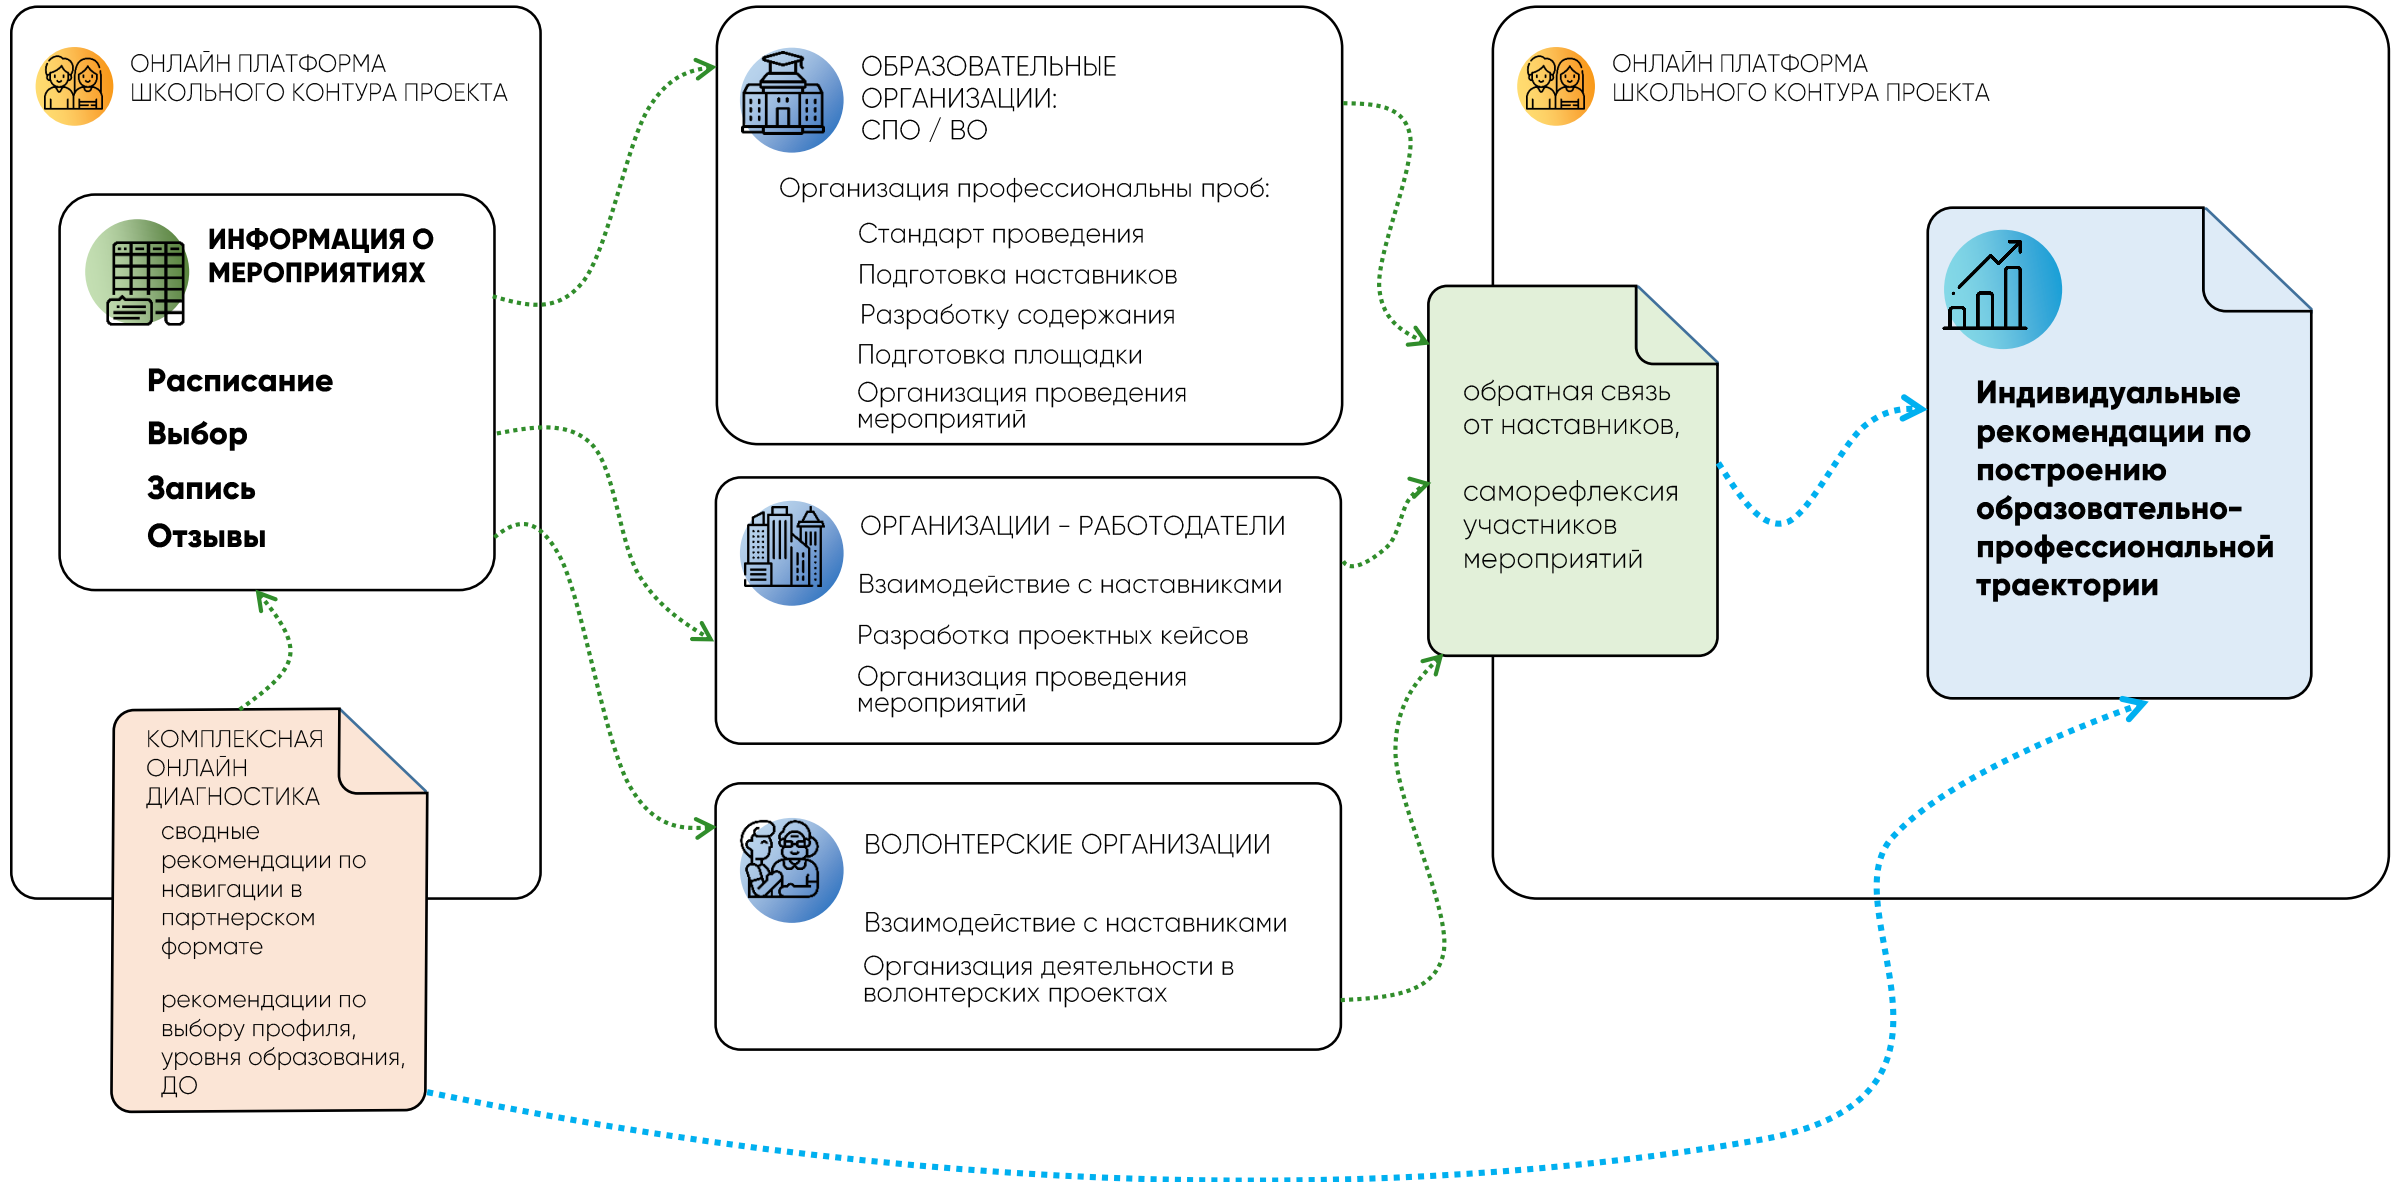 ОНЛАЙН ПЛАТФОРМА
ШКОЛЬНОГО КОНТУРА ПРОЕКТА
ИНФОРМАЦИЯ О
МЕРОПРИЯТИЯХ
Расписание
Выбор
Запись
Отзывы
КОМПЛЕКСНАЯ
ОНЛАЙН
ДИАГНОСТИКА
сводные
рекомендации по
навигации в
партнерском
формате
рекомендации по
выбору профиля,
уровня образования,
ДО
ОБРАЗОВАТЕЛЬНЫЕ
ОРГАНИЗАЦИИ:
СПО / ВО
Организация профессиональны проб:
Стандарт проведения
Подготовка наставников
Разработку содержания
Подготовка площадки
Организация проведения
мероприятий
ОРГАНИЗАЦИИ - РАБОТОДАТЕЛИ
Взаимодействие с наставниками
Разработка проектных кейсов
Организация проведения
мероприятий
ВОЛОНТЕРСКИЕ ОРГАНИЗАЦИИ
Взаимодействие с наставниками
Организация деятельности в
волонтерских проектах
ОНЛАЙН ПЛАТФОРМА
ШКОЛЬНОГО КОНТУРА ПРОЕКТА
обратная связь
от наставников,
саморефлексия
участников
мероприятий
Индивидуальные
рекомендации по
построению
образовательно-
профессиональной
траектории